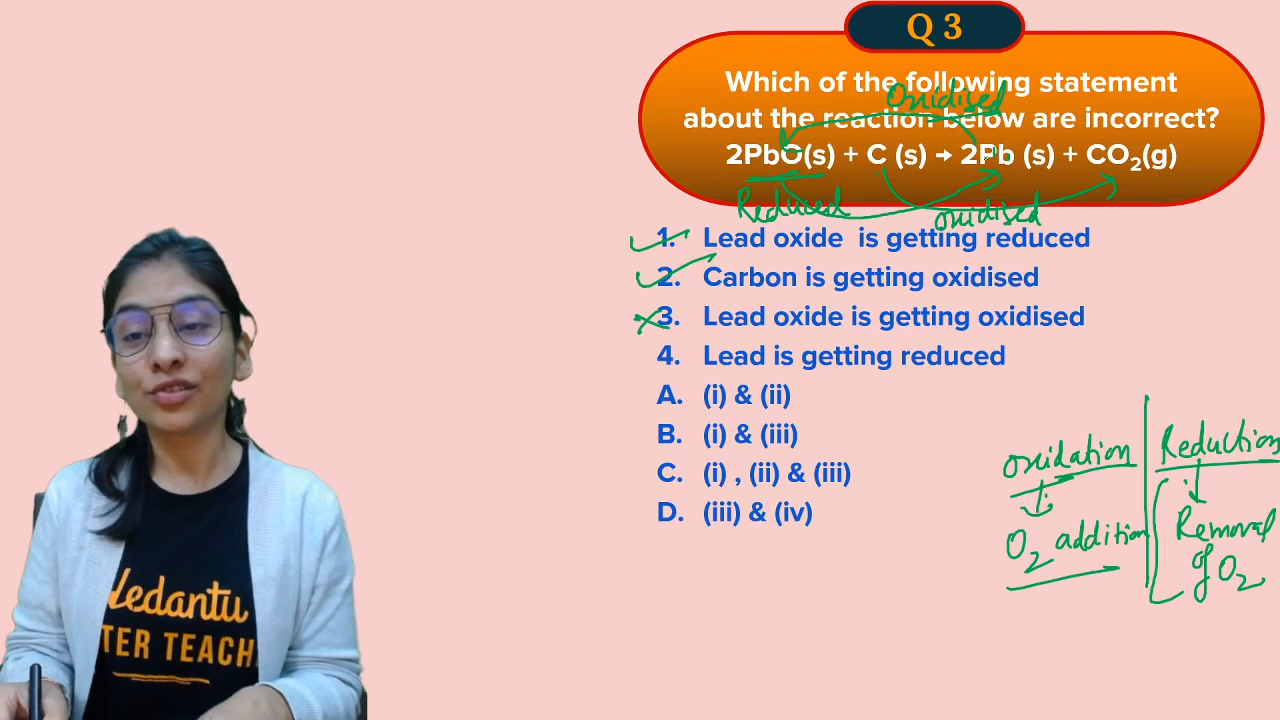 Q 3
Which of the following statement
Oxidised
about the reaction below are incorrect?
2PbO(s) + C (s) → 2Pb (s) + CO₂(g)
Reduced
oxidised
1. Lead oxide is getting reduced
2. Carbon is getting oxidised
3. Lead oxide is getting oxidised
4. Lead is getting reduced
A. (i) & (ii)
B. (i) & (iii)
C. (i) , (ii) & (iii)
D. (iii) & (iv)
oxidation
Reduction
O₂ addition
Removal
of O₂
Vedantu
TER TEACH